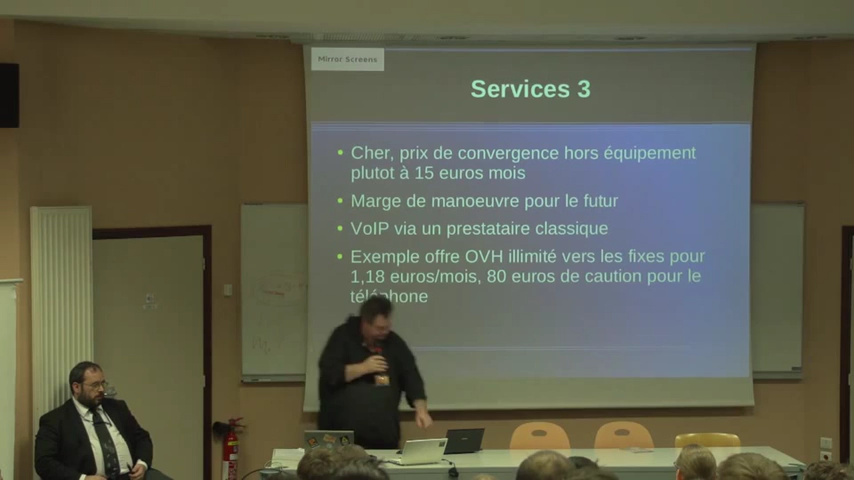 Mirror Screens
Services 3
• Cher, prix de convergence hors équipement
plutot à 15 euros mois
• Marge de manoeuvre pour le futur
• VoIP via un prestataire classique
• Exemple offre OVH illimité vers les fixes pour
1,18 euros/mois, 80 euros de caution pour le
téléphone